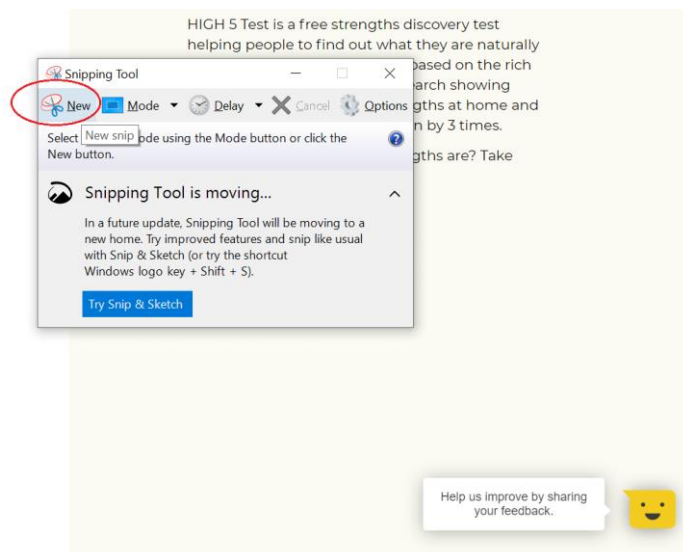 HIGH 5 Test is a free strengths discovery test
helping people to find out what they are naturally
based on the rich
earch showing
gths at home and
n by 3 times.
gths are? Take
Snipping Tool
New Mode Delay Cancel Options
New snip
Select ode using the Mode button or click the
New button.
Snipping Tool is moving...
In a future update, Snipping Tool will be moving to a
new home. Try improved features and snip like usual
with Snip & Sketch (or try the shortcut
Windows logo key + Shift + S).
Try Snip & Sketch
Help us improve by sharing
your feedback.